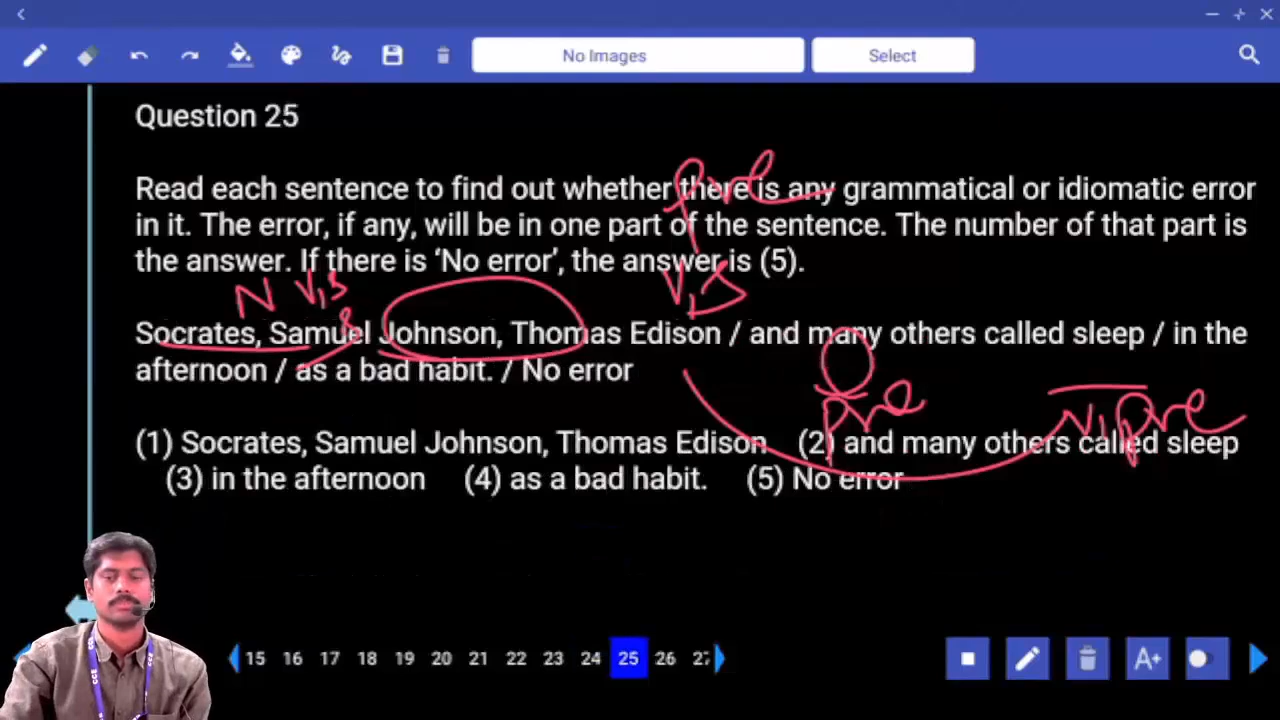 No Images
Select
Question 25
Read each sentence to find out whether there is any grammatical or idiomatic error
in it. The error, if any, will be in one part of the sentence. The number of that part is
the answer. If there is ‘No error’, the answer is (5).
pre
N V,s
V,s
Socrates, Samuel Johnson, Thomas Edison / and many others called sleep / in the
afternoon / as a bad habit. / No error
pre
V,pre
(1) Socrates, Samuel Johnson, Thomas Edison (2) and many others called sleep
(3) in the afternoon (4) as a bad habit. (5) No error
CCE
15 16 17 18 19 20 21 22 23 24 25 26 27
A+